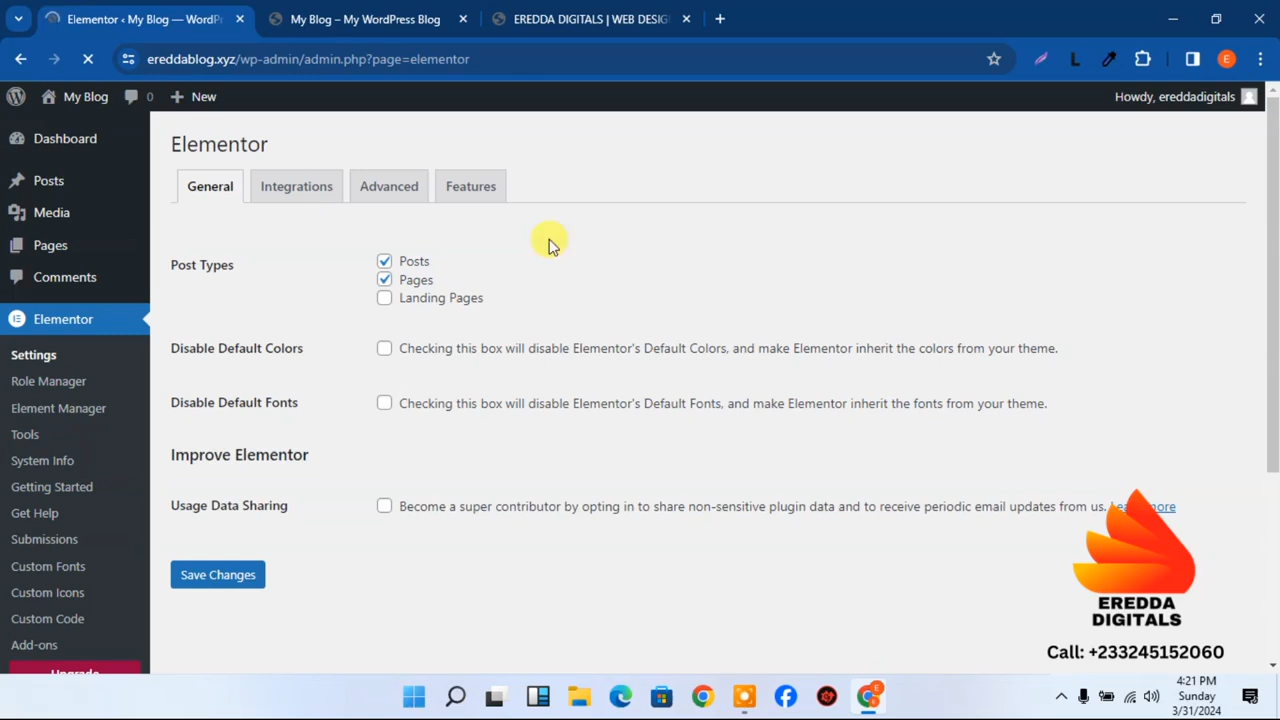 Elementor ‹ My Blog — WordPr
My Blog – My WordPress Blog
EREDDA DIGITALS | WEB DESIG
ereddablog.xyz/wp-admin/admin.php?page=elementor
L
E
My Blog
0
New
Howdy, ereddadigitals
Dashboard
Posts
Media
Pages
Comments
Elementor
Settings
Role Manager
Element Manager
Tools
System Info
Getting Started
Get Help
Submissions
Custom Fonts
Custom Icons
Custom Code
Add-ons
Upgrade
Elementor
General
Integrations
Advanced
Features
Post Types
Posts
Pages
Landing Pages
Disable Default Colors
Checking this box will disable Elementor's Default Colors, and make Elementor inherit the colors from your theme.
Disable Default Fonts
Checking this box will disable Elementor's Default Fonts, and make Elementor inherit the fonts from your theme.
Improve Elementor
Usage Data Sharing
Become a super contributor by opting in to share non-sensitive plugin data and to receive periodic email updates from us. Learn more
Save Changes
EREDDA
DIGITALS
Call: +233245152060
4:21 PM
Sunday
3/31/2024